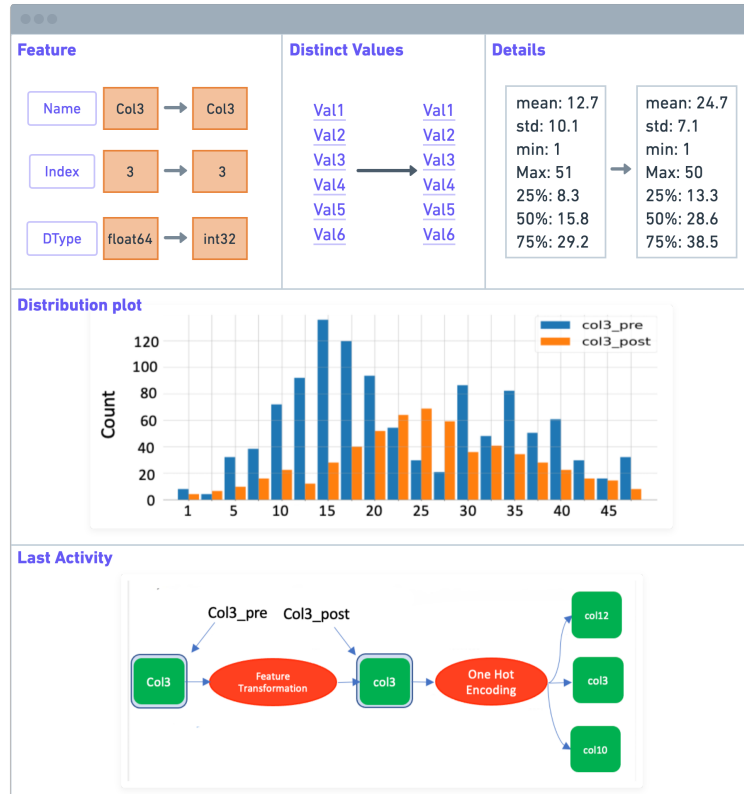 Feature
Name Col3 Col3
Index 3 3
DType float64 int32
Distinct Values
Val1 Val1
Val2 Val2
Val3 Val3
Val4 Val4
Val5 Val5
Val6 Val6
Details
mean: 12.7
std: 10.1
min: 1
Max: 51
25%: 8.3
50%: 15.8
75%: 29.2
mean: 24.7
std: 7.1
min: 1
Max: 50
25%: 13.3
50%: 28.6
75%: 38.5
Distribution plot
col3_pre
col3_post
Count
120
100
80
60
40
20
0
1 5 10 15 20 25 30 35 40 45
Last Activity
Col3_pre Col3_post
Col3
Feature
Transformation
col3
One Hot
Encoding
col12
col3
col10